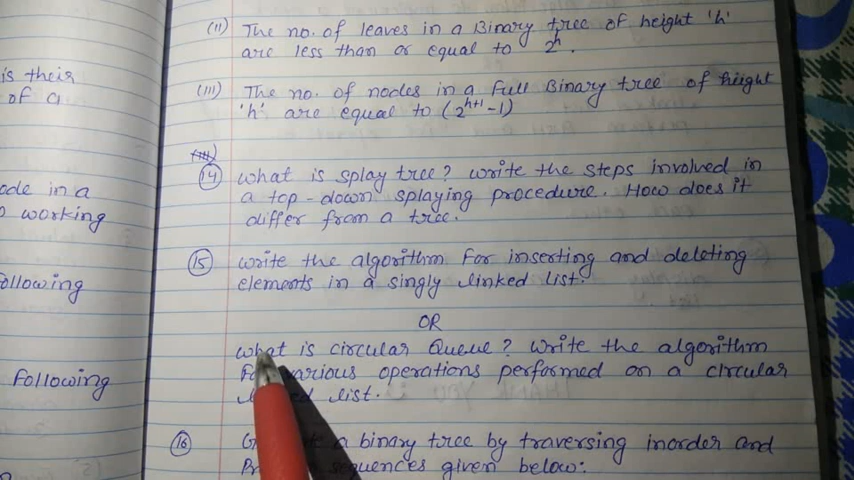 is their
of a
ode in a
working
ollowing
Following
(ii) The no. of leaves in a Binary tree of height 'h'
are less than or equal to 2^h.
(iii) The no. of nodes in a Full Binary tree of height
'h' are equal to (2^h+1 -1)
(14) What is splay tree? Write the steps involved in
a top-down splaying procedure. How does it
differ from a tree.
(15) Write the algorithm for inserting and deleting
elements in a singly linked list.
OR
What is circular Queue? Write the algorithm
various operations performed on a circular
list.
(16) a binary tree by traversing inorder and
sequences given below: